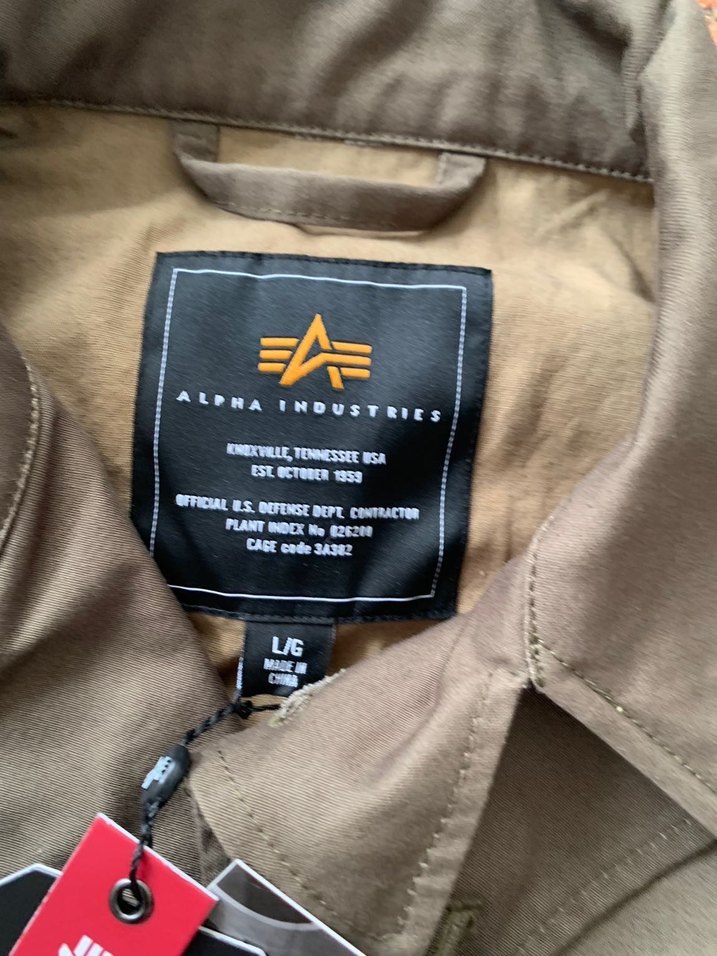 ALPHA INDUSTRIES
KNOXVILLE, TENNESSEE USA
EST. OCTOBER 1959
OFFICIAL U.S. DEFENSE DEPT. CONTRACTOR
PLANT INDEX No 026200
CAGE code 3A382
L/G
MADE IN
CHINA